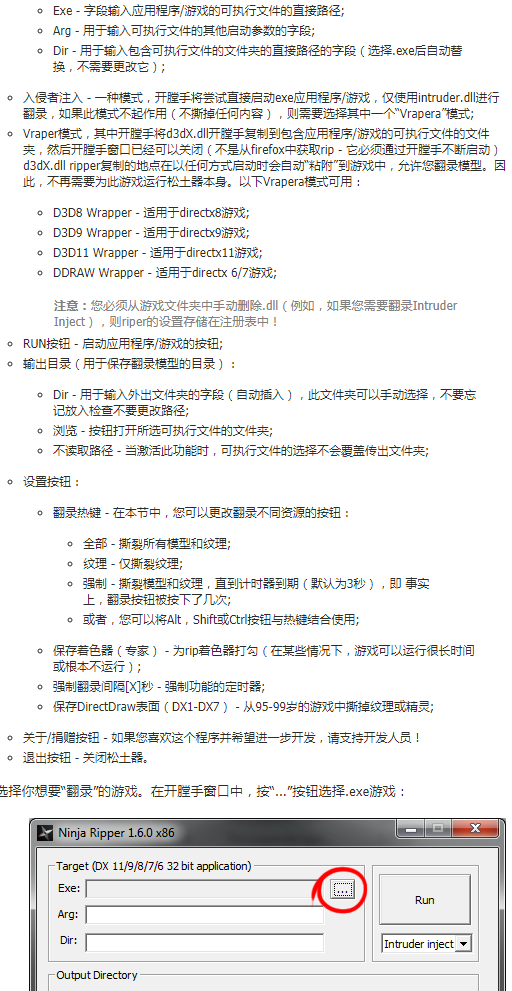 Exe - 字段输入应用程序/游戏的可执行文件的直接路径;
Arg - 用于输入可执行文件的其他启动参数的字段;
Dir - 用于输入包含可执行文件的文件夹的直接路径的字段（选择.exe后自动替
换，不需要更改它）;
入侵者注入 - 一种模式，开膛手将尝试直接启动exe应用程序/游戏，仅使用intruder.dll进行
翻录，如果此模式不起作用（不撕掉任何内容），则需要选择其中一个“Vrapera”模式;
Vraper模式，其中开膛手将d3dX.dll开膛手复制到包含应用程序/游戏的可执行文件的文件
夹，然后开膛手窗口已经可以关闭（不是从firefox中获取rip - 它必须通过开膛手不断启动）
d3dX.dll ripper复制的地点在以任何方式启动时会自动“粘附”到游戏中，允许您翻录模型。因
此，不再需要为此游戏运行松土器本身。以下Vrapera模式可用：
D3D8 Wrapper - 适用于directx8游戏;
D3D9 Wrapper - 适用于directx9游戏;
D3D11 Wrapper - 适用于directx11游戏;
DDRAW Wrapper - 适用于directx 6/7游戏;
注意：您必须从游戏文件夹中手动删除.dll（例如，如果您需要翻录Intruder
Inject），则riper的设置存储在注册表中！
RUN按钮 - 启动应用程序/游戏的按钮;
输出目录（用于保存翻录模型的目录）：
Dir - 用于输入外出文件夹的字段（自动插入），此文件夹可以手动选择，不要忘
记放入检查不要更改路径;
浏览 - 按钮打开所选可执行文件的文件夹;
不读取路径 - 当激活此功能时，可执行文件的选择不会覆盖传出文件夹;
设置按钮：
翻录热键 - 在本节中，您可以更改翻录不同资源的按钮：
全部 - 撕裂所有模型和纹理;
纹理 - 仅撕裂纹理;
强制 - 撕裂模型和纹理，直到计时器到期（默认为3秒），即 事实
上，翻录按钮被按下了几次;
或者，您可以将Alt，Shift或Ctrl按钮与热键结合使用;
保存着色器（专家） - 为rip着色器打勾（在某些情况下，游戏可以运行很长时间
或根本不运行）;
强制翻录间隔[X]秒 - 强制功能的定时器;
保存DirectDraw表面（DX1-DX7） - 从95-99岁的游戏中撕掉纹理或精灵;
关于/捐赠按钮 - 如果您喜欢这个程序并希望进一步开发，请支持开发人员！
退出按钮 - 关闭松土器。
选择你想要“翻录”的游戏。在开膛手窗口中，按“...”按钮选择.exe游戏：
Ninja Ripper 1.6.0 x86
Target (DX 11/9/8/7/6 32 bit application)
Exe:
...
Run
Arg:
Dir:
Intruder inject
Output Directory